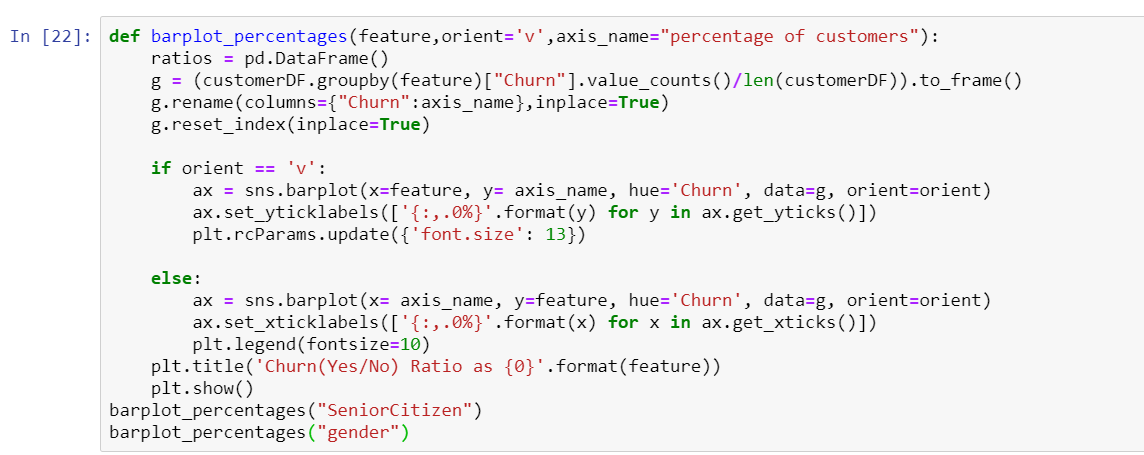 In [22]: def barplot_percentages(feature,orient='v',axis_name="percentage of customers"):
    ratios = pd.DataFrame()
    g = (customerDF.groupby(feature)["Churn"].value_counts()/len(customerDF)).to_frame()
    g.rename(columns={"Churn":axis_name},inplace=True)
    g.reset_index(inplace=True)

    if orient == 'v':
        ax = sns.barplot(x=feature, y= axis_name, hue='Churn', data=g, orient=orient)
        ax.set_yticklabels(['{:,.0%}'.format(y) for y in ax.get_yticks()])
        plt.rcParams.update({'font.size': 13})

    else:
        ax = sns.barplot(x= axis_name, y=feature, hue='Churn', data=g, orient=orient)
        ax.set_xticklabels(['{:,.0%}'.format(x) for x in ax.get_xticks()])
        plt.legend(fontsize=10)
    plt.title('Churn(Yes/No) Ratio as {0}'.format(feature))
    plt.show()
barplot_percentages("SeniorCitizen")
barplot_percentages("gender")